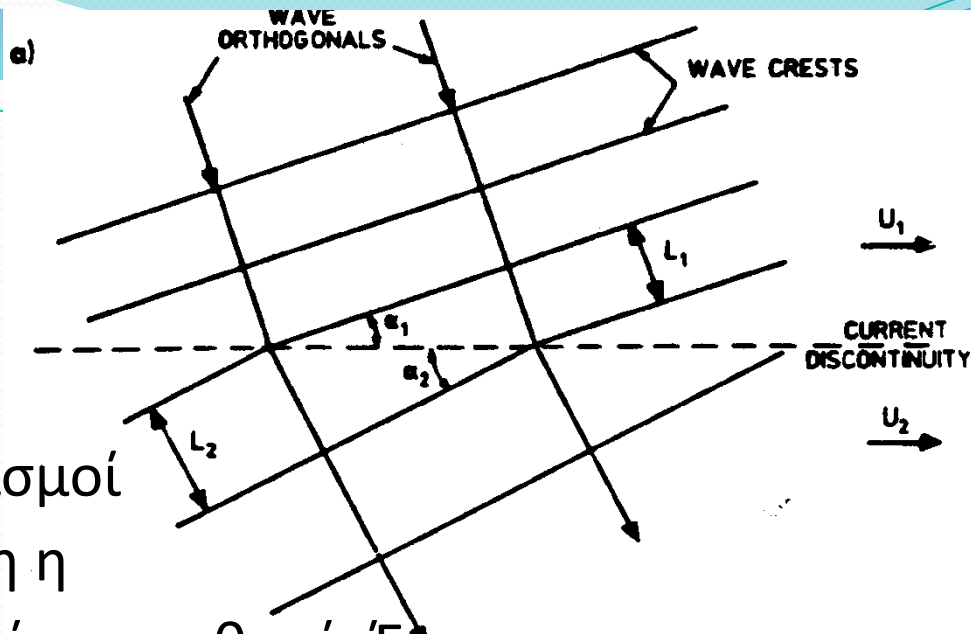 a)
WAVE
ORTHOGONALS
WAVE CRESTS
U₁
L₁
α₁
CURRENT
DISCONTINUITY
α₂
U₂
L₂
σμοί
η η